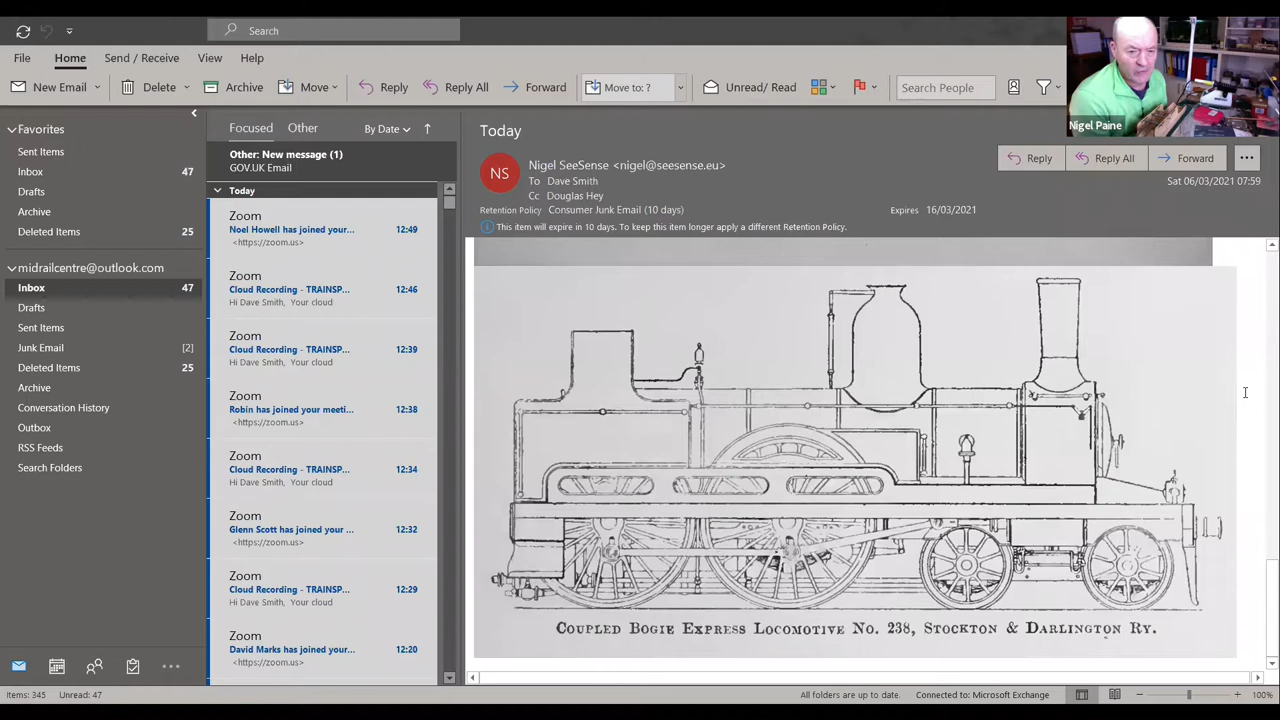 Search
File Home Send / Receive View Help
New Email Delete Archive Move Reply Reply All Forward Move to: ? Unread/ Read Search People
Nigel Paine
Favorites
Sent Items
Inbox 47
Drafts
Archive
Deleted Items 25
midrailcentre@outlook.com
Inbox 47
Drafts
Sent Items
Junk Email [2]
Deleted Items 25
Archive
Conversation History
Outbox
RSS Feeds
Search Folders
Focused Other By Date
Other: New message (1)
GOV.UK Email
Today
Zoom
Noel Howell has joined your... 12:49
<https://zoom.us>
Zoom
Cloud Recording - TRAINSP... 12:46
Hi Dave Smith, Your cloud
Zoom
Cloud Recording - TRAINSP... 12:39
Hi Dave Smith, Your cloud
Zoom
Robin has joined your meeti... 12:38
<https://zoom.us>
Zoom
Cloud Recording - TRAINSP... 12:34
Hi Dave Smith, Your cloud
Zoom
Glenn Scott has joined your ... 12:32
<https://zoom.us>
Zoom
Cloud Recording - TRAINSP... 12:29
Hi Dave Smith, Your cloud
Zoom
David Marks has joined your... 12:20
<https://zoom.us>
Today
NS
Nigel SeeSense <nigel@seesense.eu>
To Dave Smith
Cc Douglas Hey
Retention Policy Consumer Junk Email (10 days) Expires 16/03/2021
Reply Reply All Forward
Sat 06/03/2021 07:59
This item will expire in 10 days. To keep this item longer apply a different Retention Policy.
COUPLED BOGIE EXPRESS LOCOMOTIVE NO. 238, STOCKTON & DARLINGTON RY.
Items: 345 Unread: 47 All folders are up to date. Connected to: Microsoft Exchange 100%